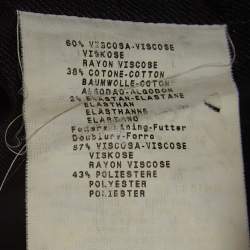 60% VISCOSA-VISCOSE
VISKOSE
RAYON VISCOSE
38% COTONE-COTTON
BAUMWOLLE-COTON
ALGODAO-ALGODON
2% ELASTAN-ELASTANE
ELASTHAN
ELASTHANNE
ELASTANO
Fodera-Lining-Futter
Doublure-Forro
57% VISCOSA-VISCOSE
VISKOSE
RAYON VISCOSE
43% POLIESTERE
POLYESTER
POLIESTER